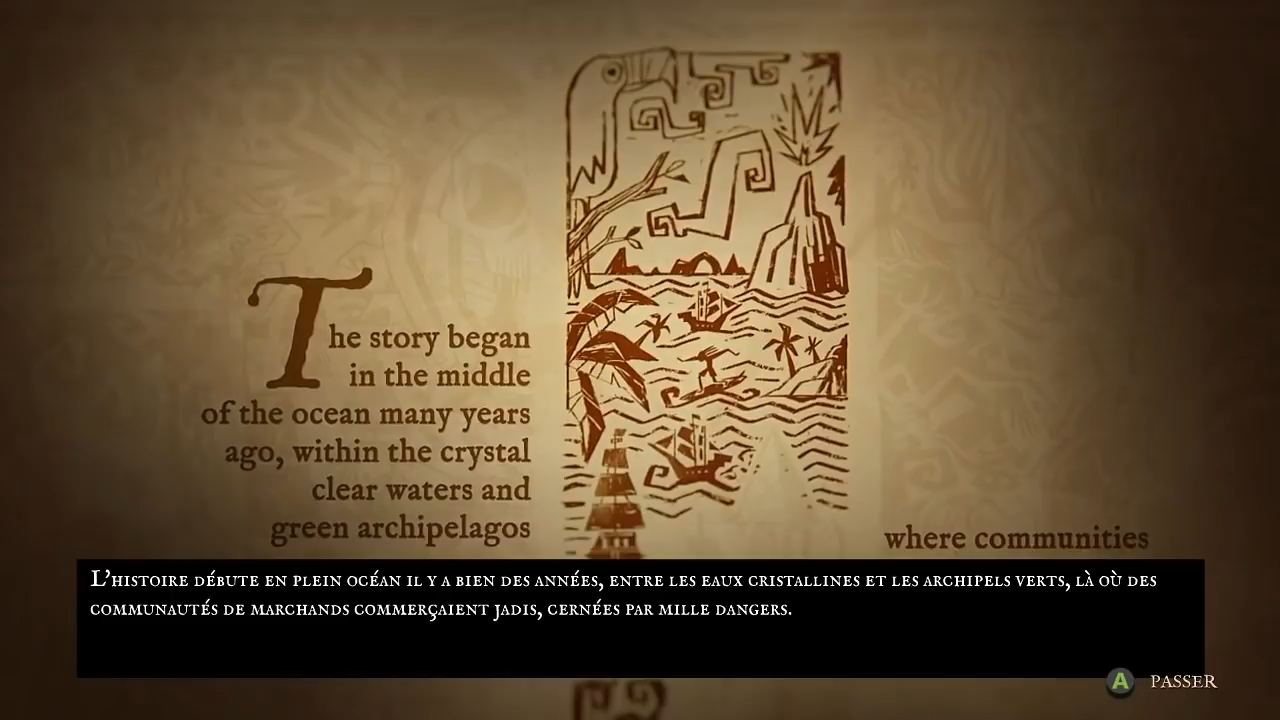 The story began
in the middle
of the ocean many years
ago, within the crystal
clear waters and
green archipelagos
where communities
L'histoire débute en plein océan il y a bien des années, entre les eaux cristallines et les archipels verts, là où des
communautés de marchands commerçaient jadis, cernées par mille dangers.
A PASSER